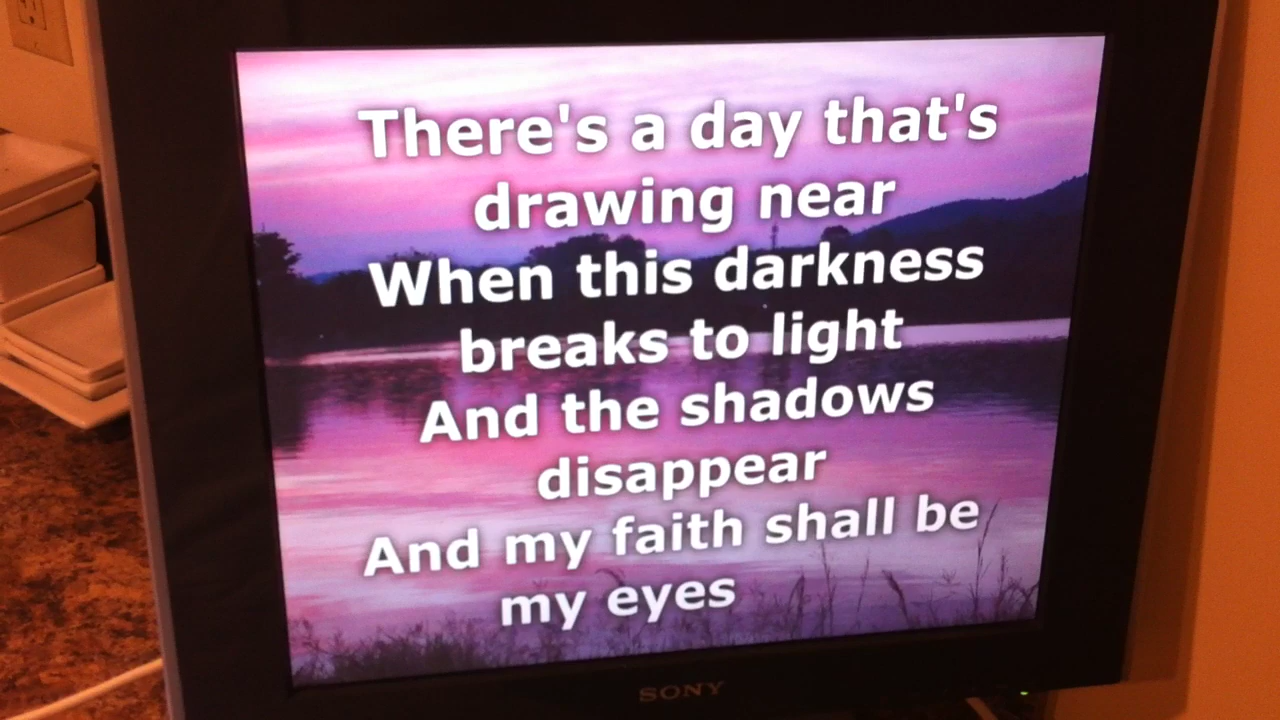 There's a day that's
drawing near
When this darkness
breaks to light
And the shadows
disappear
And my faith shall be
my eyes
SONY